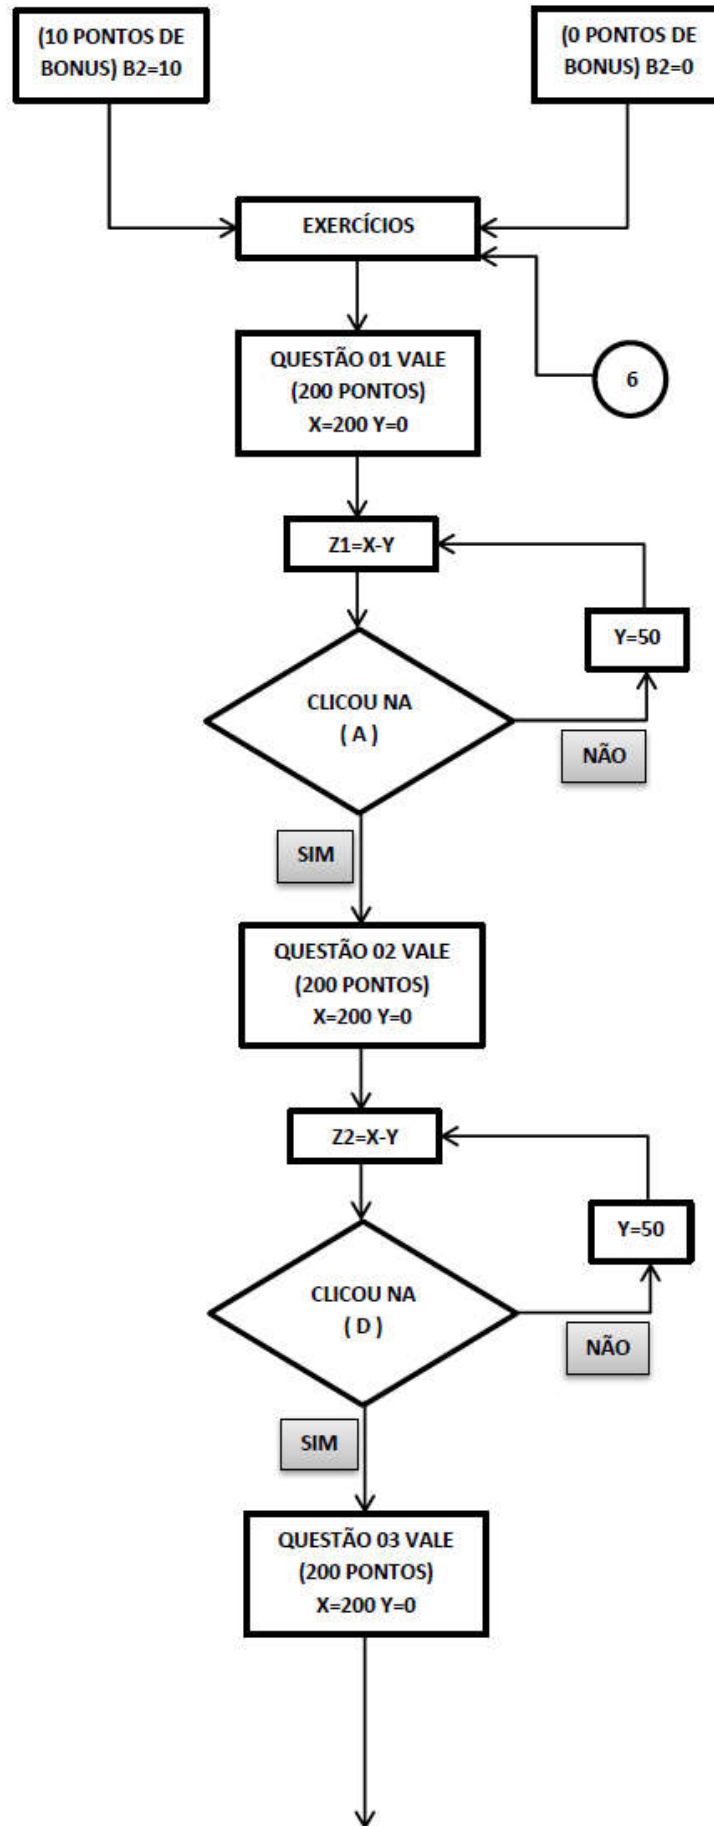 (10 PONTOS DE
BONUS) B2=10
(0 PONTOS DE
BONUS) B2=0
EXERCÍCIOS
QUESTÃO 01 VALE
(200 PONTOS)
X=200 Y=0
6
Z1=X-Y
Y=50
CLICOU NA
( A )
NÃO
SIM
QUESTÃO 02 VALE
(200 PONTOS)
X=200 Y=0
Z2=X-Y
Y=50
CLICOU NA
( D )
NÃO
SIM
QUESTÃO 03 VALE
(200 PONTOS)
X=200 Y=0